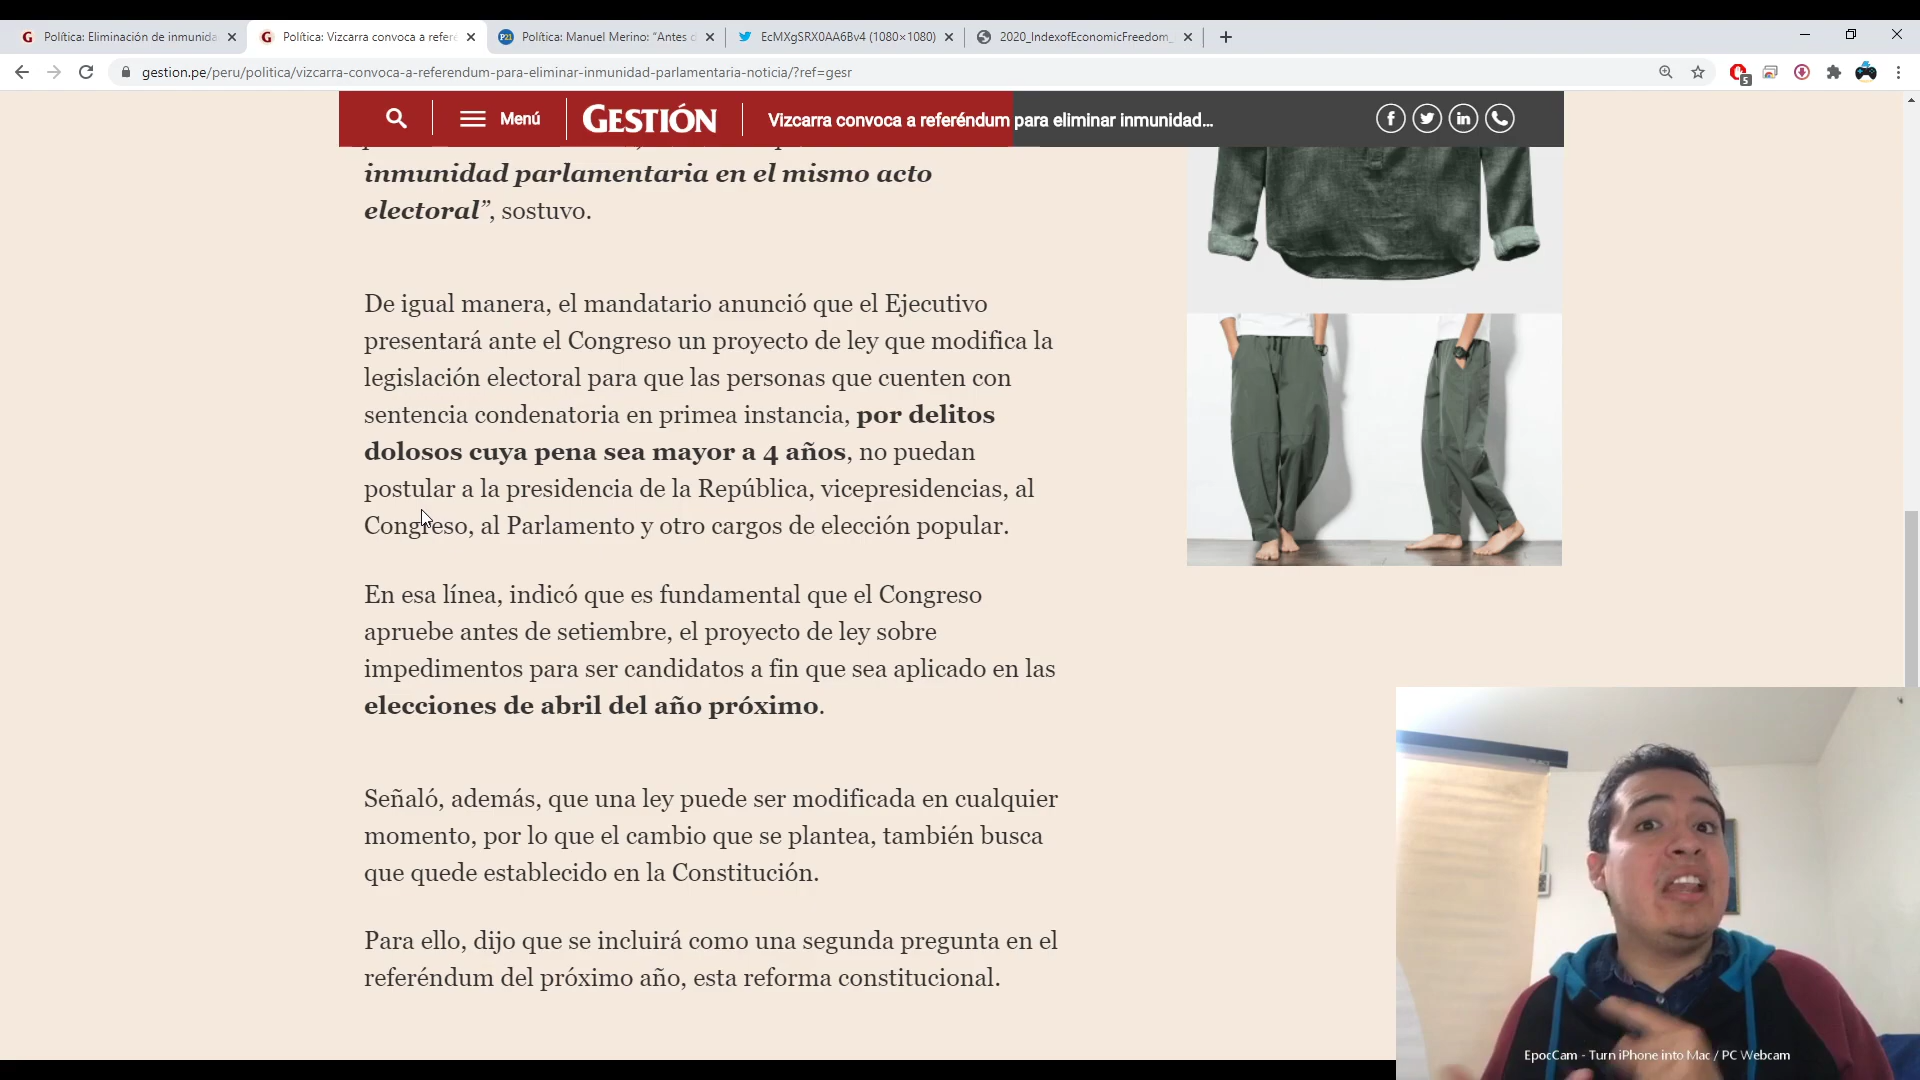 Política: Eliminación de inmunida
Política: Vizcarra convoca a refere
P21
Política: Manuel Merino: “Antes d
EcMXgSRX0AA6Bv4 (1080×1080)
2020_IndexofEconomicFreedom_
gestion.pe/peru/politica/vizcarra-convoca-a-referendum-para-eliminar-inmunidad-parlamentaria-noticia/?ref=gesr
5
Menú
GESTIÓN
Vizcarra convoca a referéndum para eliminar inmunidad...
inmunidad parlamentaria en el mismo acto
electoral”, sostuvo.
De igual manera, el mandatario anunció que el Ejecutivo
presentará ante el Congreso un proyecto de ley que modifica la
legislación electoral para que las personas que cuenten con
sentencia condenatoria en primea instancia, por delitos
dolosos cuya pena sea mayor a 4 años, no puedan
postular a la presidencia de la República, vicepresidencias, al
Congreso, al Parlamento y otro cargos de elección popular.
En esa línea, indicó que es fundamental que el Congreso
apruebe antes de setiembre, el proyecto de ley sobre
impedimentos para ser candidatos a fin que sea aplicado en las
elecciones de abril del año próximo.
Señaló, además, que una ley puede ser modificada en cualquier
momento, por lo que el cambio que se plantea, también busca
que quede establecido en la Constitución.
Para ello, dijo que se incluirá como una segunda pregunta en el
referéndum del próximo año, esta reforma constitucional.
EpocCam - Turn iPhone into Mac / PC Webcam